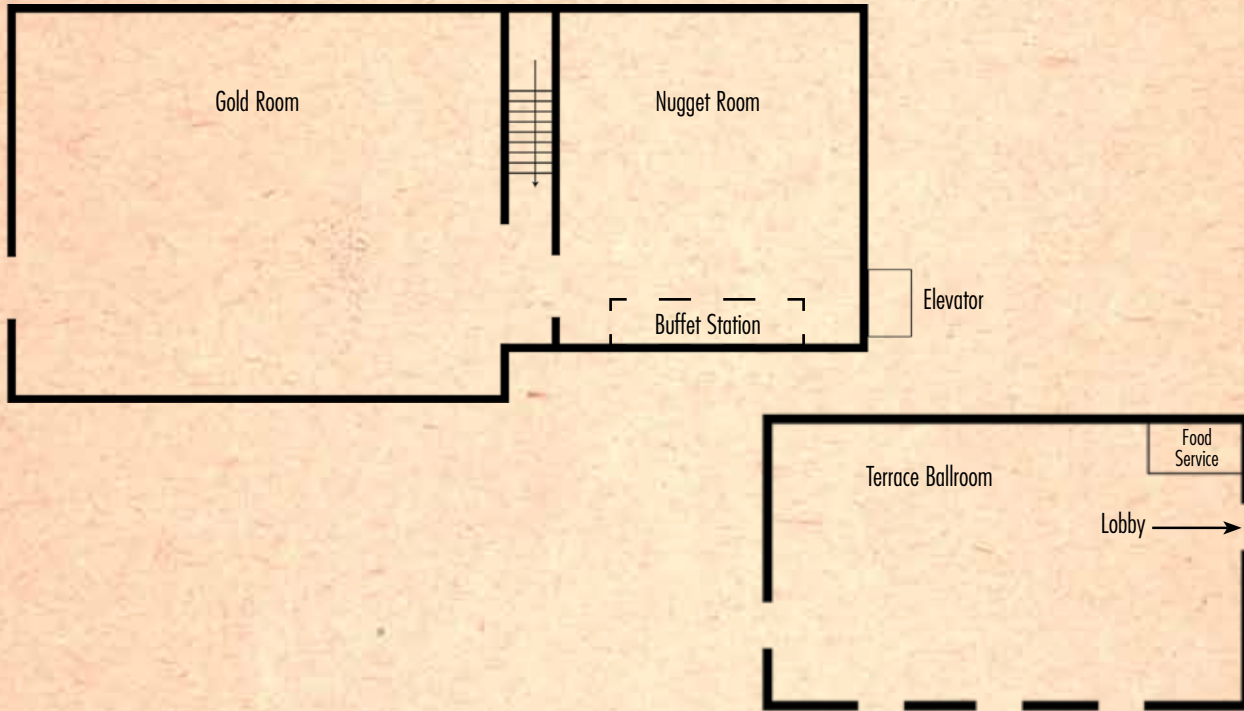 Gold Room
Nugget Room
Elevator
Buffet Station
Food
Service
Terrace Ballroom
Lobby